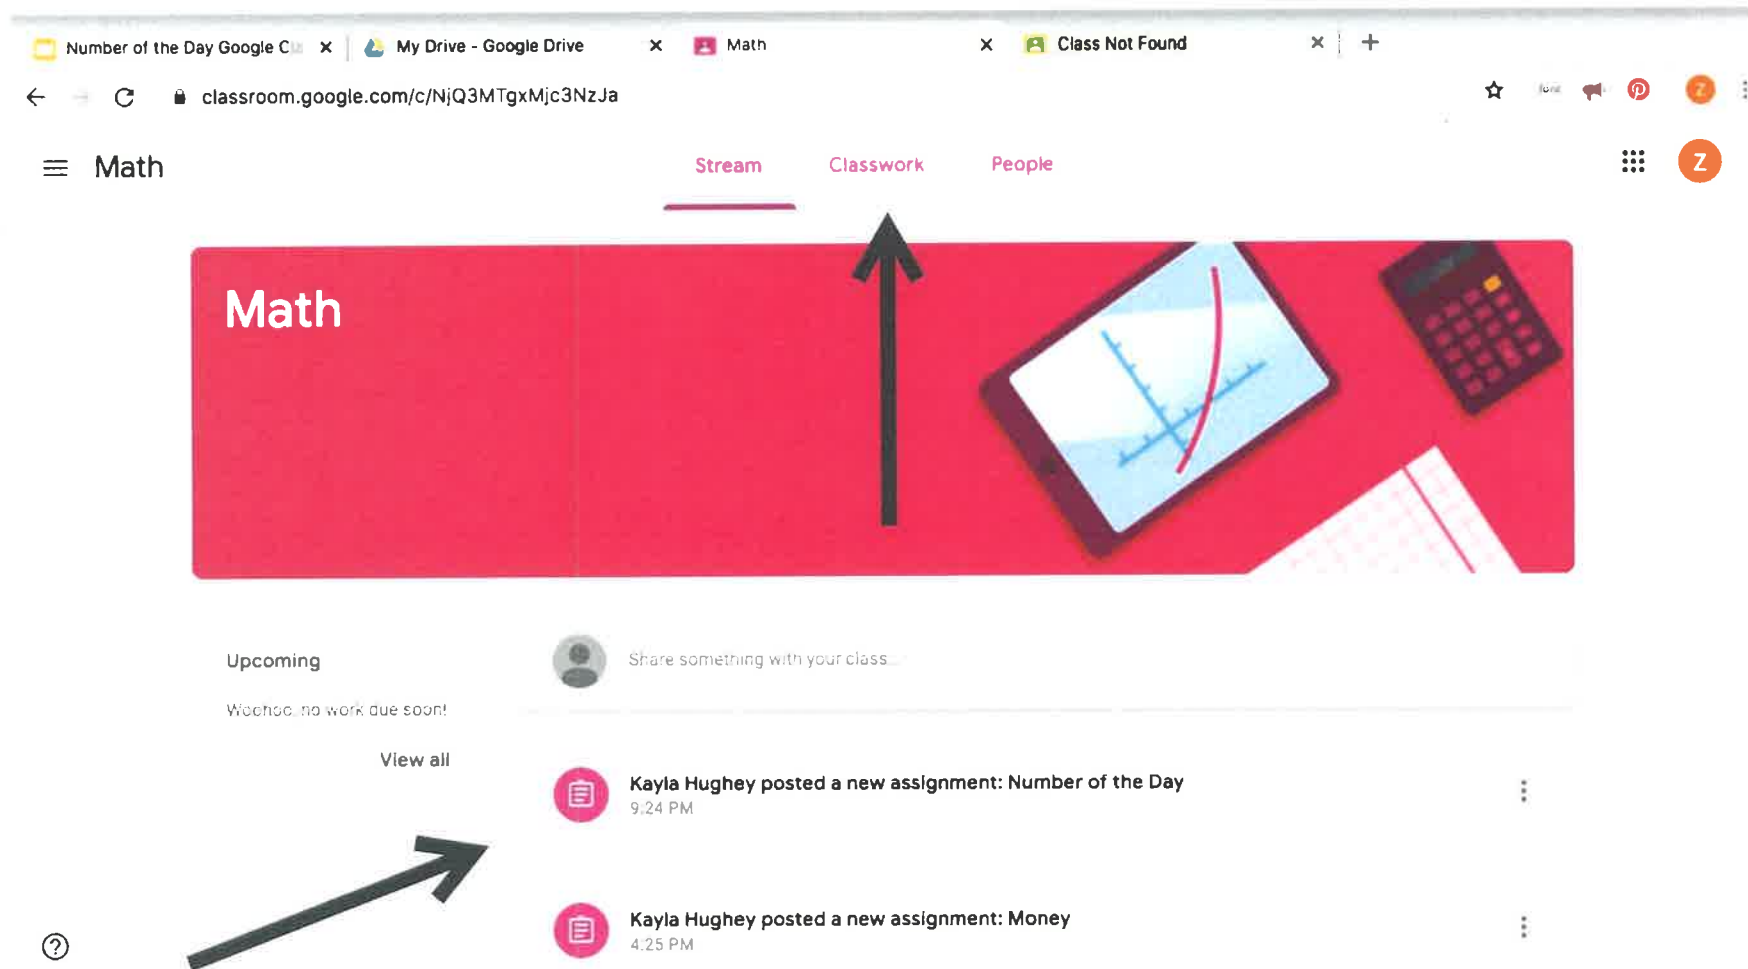 Number of the Day Google C
My Drive - Google Drive
Math
Class Not Found
classroom.google.com/c/NjQ3MTgxMjc3NzJa
Z
Math
Stream
Classwork
People
Z
Math
Upcoming
Share something with your class...
Woohoo, no work due soon!
View all
Kayla Hughey posted a new assignment: Number of the Day
9:24 PM
Kayla Hughey posted a new assignment: Money
4:25 PM